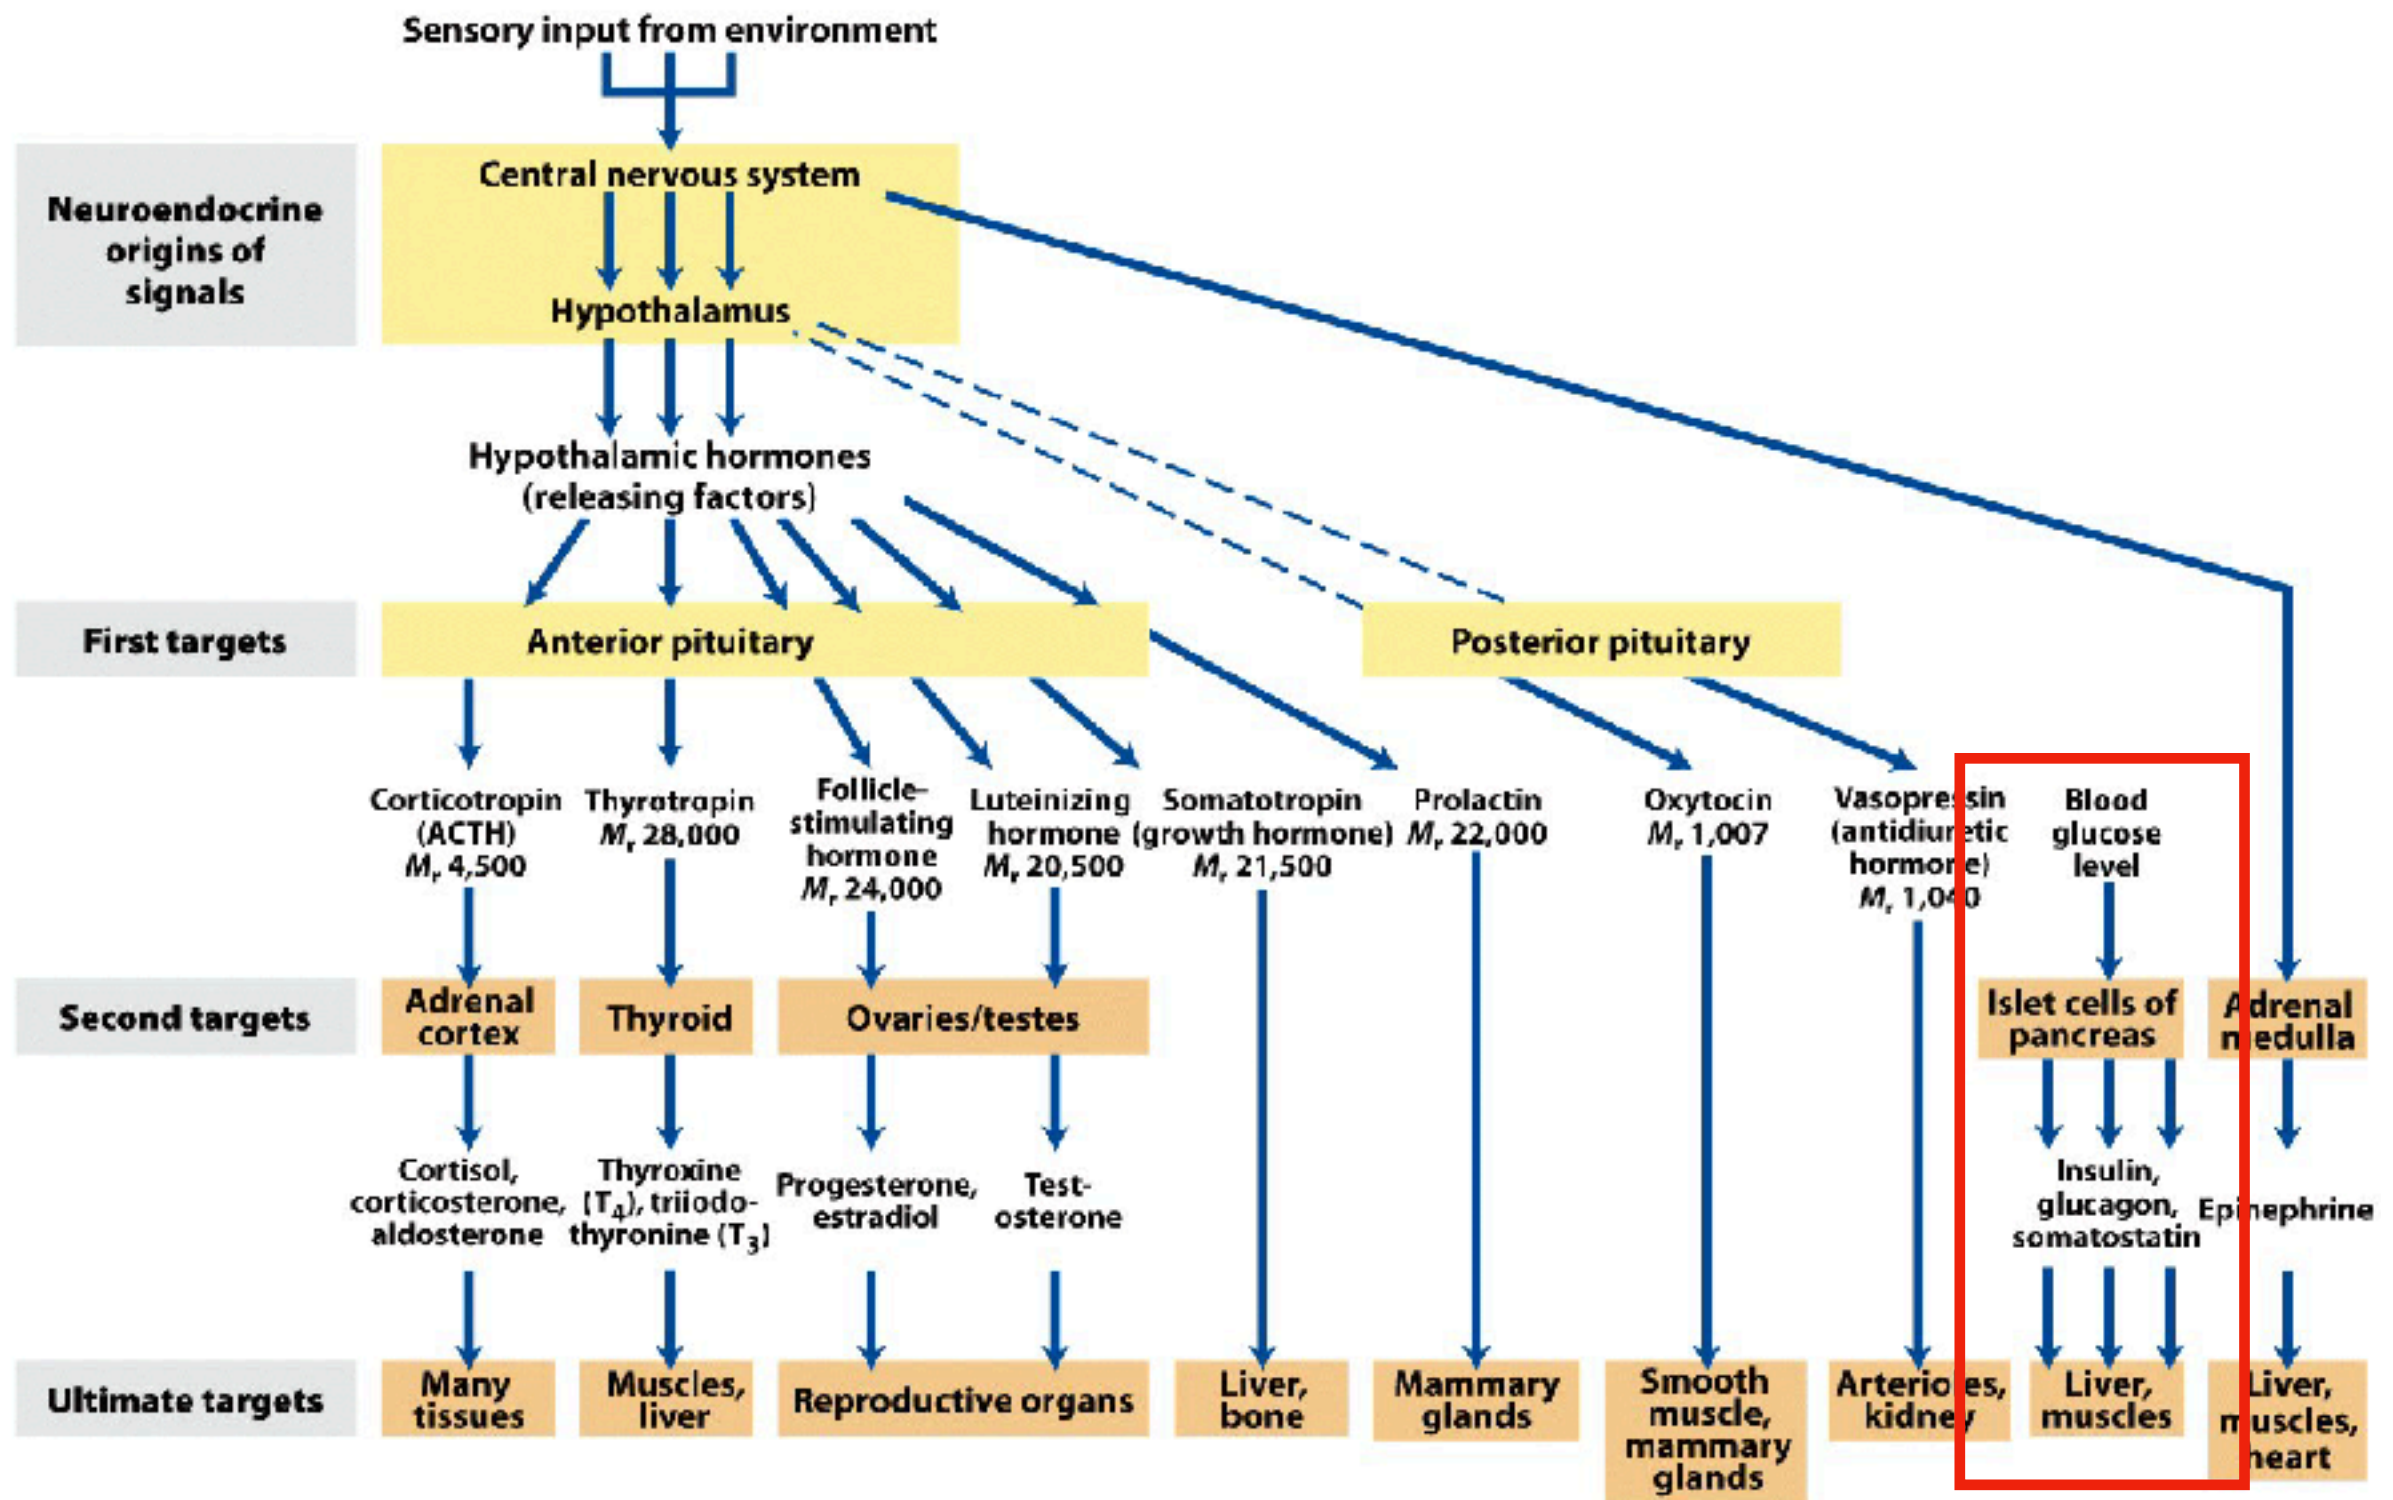 Sensory input from environment
Neuroendocrine
origins of
signals
Central nervous system
Hypothalamus
Hypothalamic hormones
(releasing factors)
First targets
Anterior pituitary
Posterior pituitary
Corticotropin
(ACTH)
Mr 4,500
Thyrotropin
Mr 28,000
Follicle-
stimulating
hormone
Mr 24,000
Luteinizing
hormone
Mr 20,500
Somatotropin
(growth hormone)
Mr 21,500
Prolactin
Mr 22,000
Oxytocin
Mr 1,007
Vasopressin
(antidiuretic
hormone)
Mr 1,040
Blood
glucose
level
Second targets
Adrenal
cortex
Thyroid
Ovaries/testes
Islet cells of
pancreas
Adrenal
medulla
Cortisol,
corticosterone,
aldosterone
Thyroxine
(T4), triiodo-
thyronine (T3)
Progesterone,
estradiol
Test-
osterone
Insulin,
glucagon,
somatostatin
Epinephrine
Ultimate targets
Many
tissues
Muscles,
liver
Reproductive organs
Liver,
bone
Mammary
glands
Smooth
muscle,
mammary
glands
Arterioles,
kidney
Liver,
muscles
Liver,
muscles,
heart